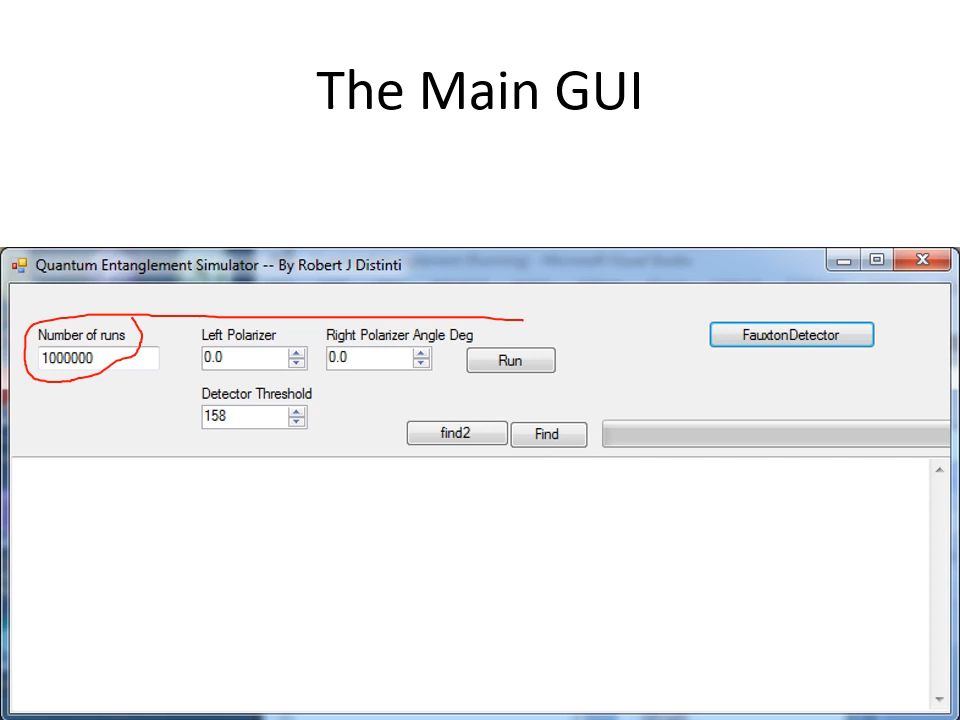 The Main GUI
Quantum Entanglement Simulator -- By Robert J Distinti
Number of runs
Left Polarizer
Right Polarizer Angle Deg
FauxtonDetector
1000000
0.0
0.0
Run
Detector Threshold
158
find2
Find